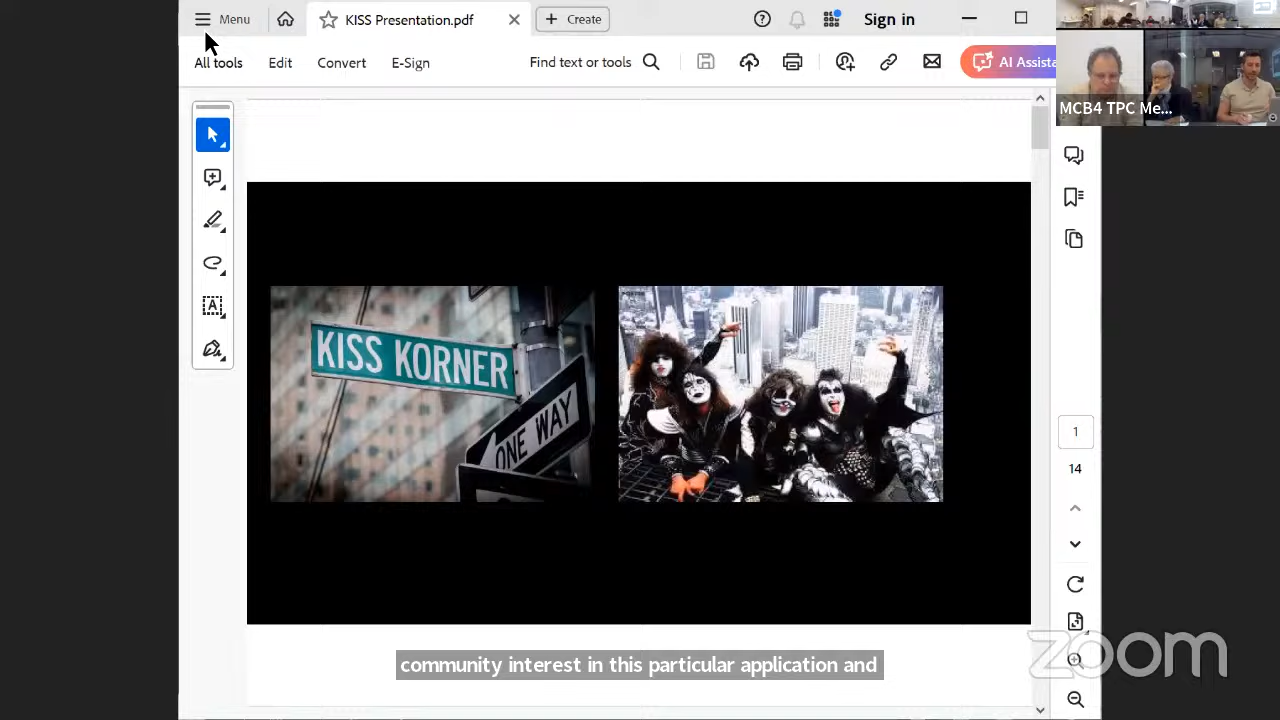 Menu
KISS Presentation.pdf
Create
Sign in
All tools
Edit
Convert
E-Sign
Find text or tools
AI Assista
MCB4 TPC Me...
KISS KORNER
ONE WAY
1
14
community interest in this particular application and
zoom